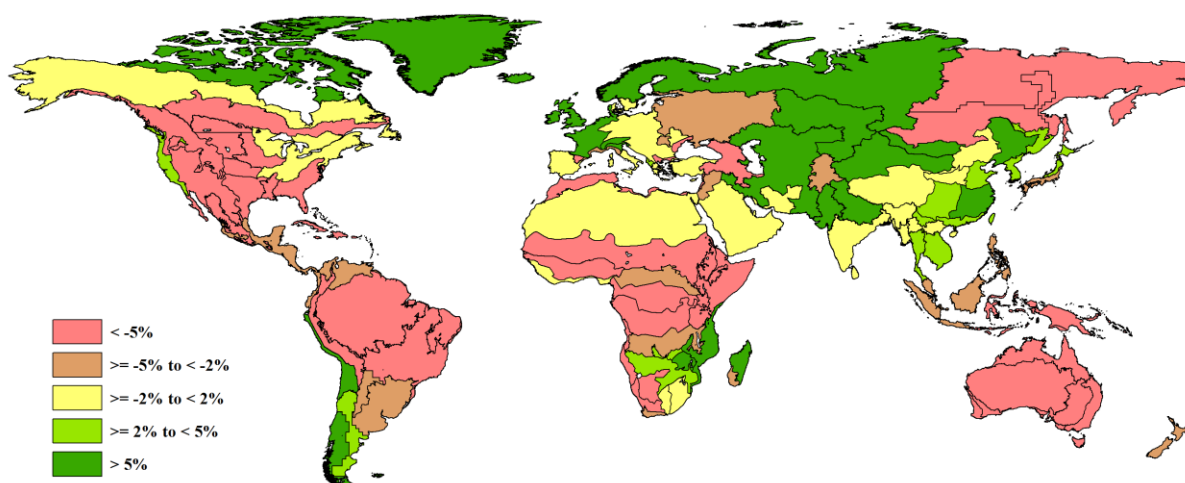 < -5%
>= -5% to < -2%
>= -2% to < 2%
>= 2% to < 5%
> 5%